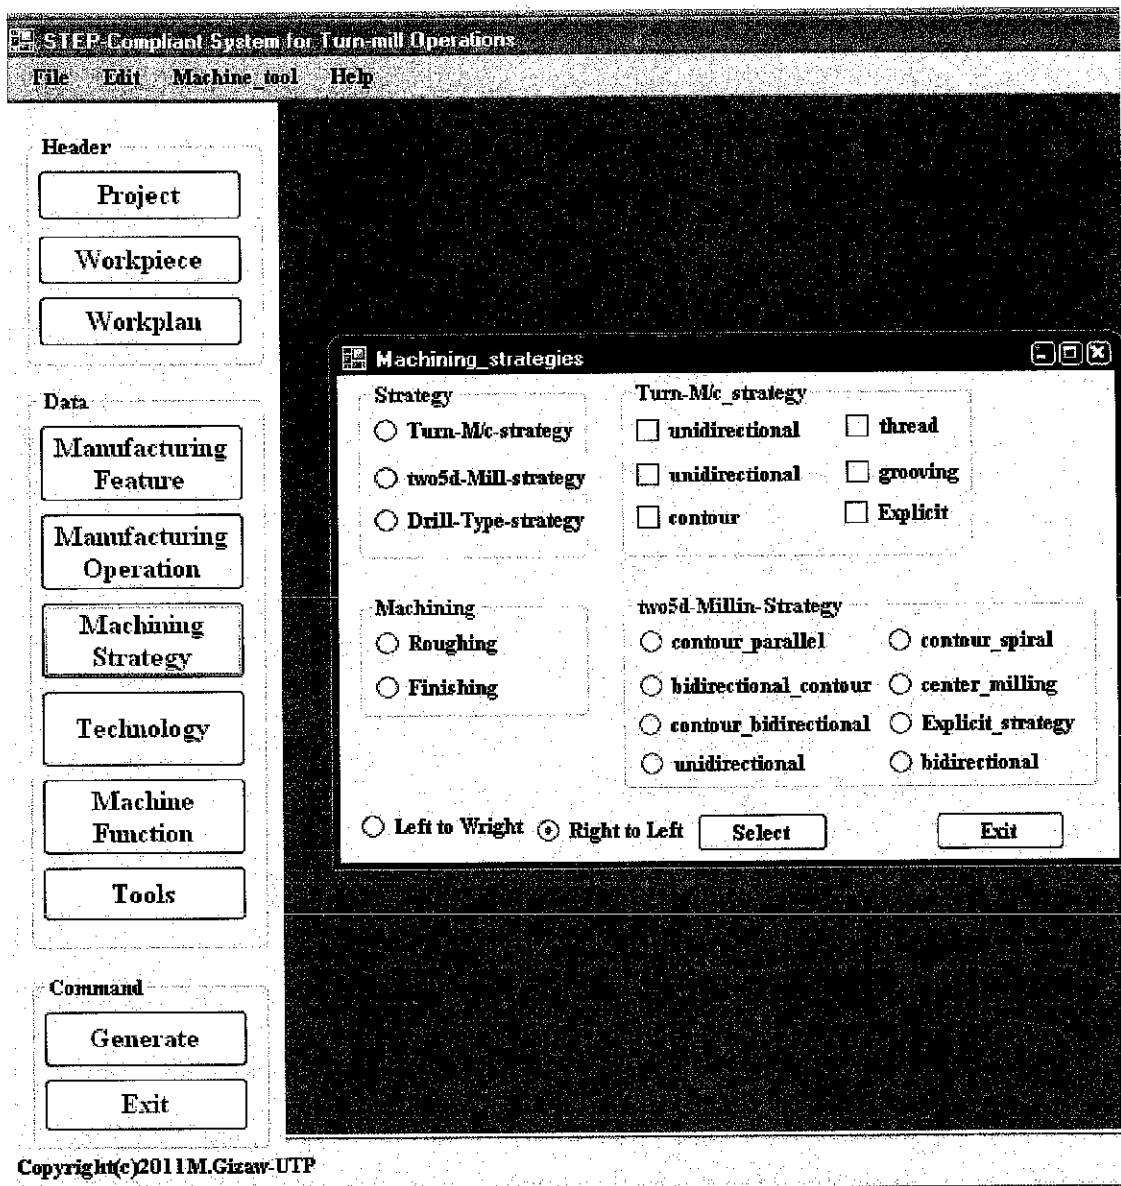 STEP-Compliant System for Turn-mill Operations
File Edit Machine_tool Help
Header
Project
Workpiece
Workplan
Data
Manufacturing
Feature
Manufacturing
Operation
Machining
Strategy
Technology
Machine
Function
Tools
Command
Generate
Exit
Machining_strategies
Strategy
Turn-M/c-strategy
two5d-Mill-strategy
Drill-Type-strategy
Turn-M/c_strategy
unidirectional thread
unidirectional grooving
contour Explicit
Machining
Roughing
Finishing
two5d-Millin-Strategy
contour_parallel contour_spiral
bidirectional_contour center_milling
contour_bidirectional Explicit_strategy
unidirectional bidirectional
Left to Wright Right to Left Select Exit
Copyright(c)2011M.Gizaw-UTP